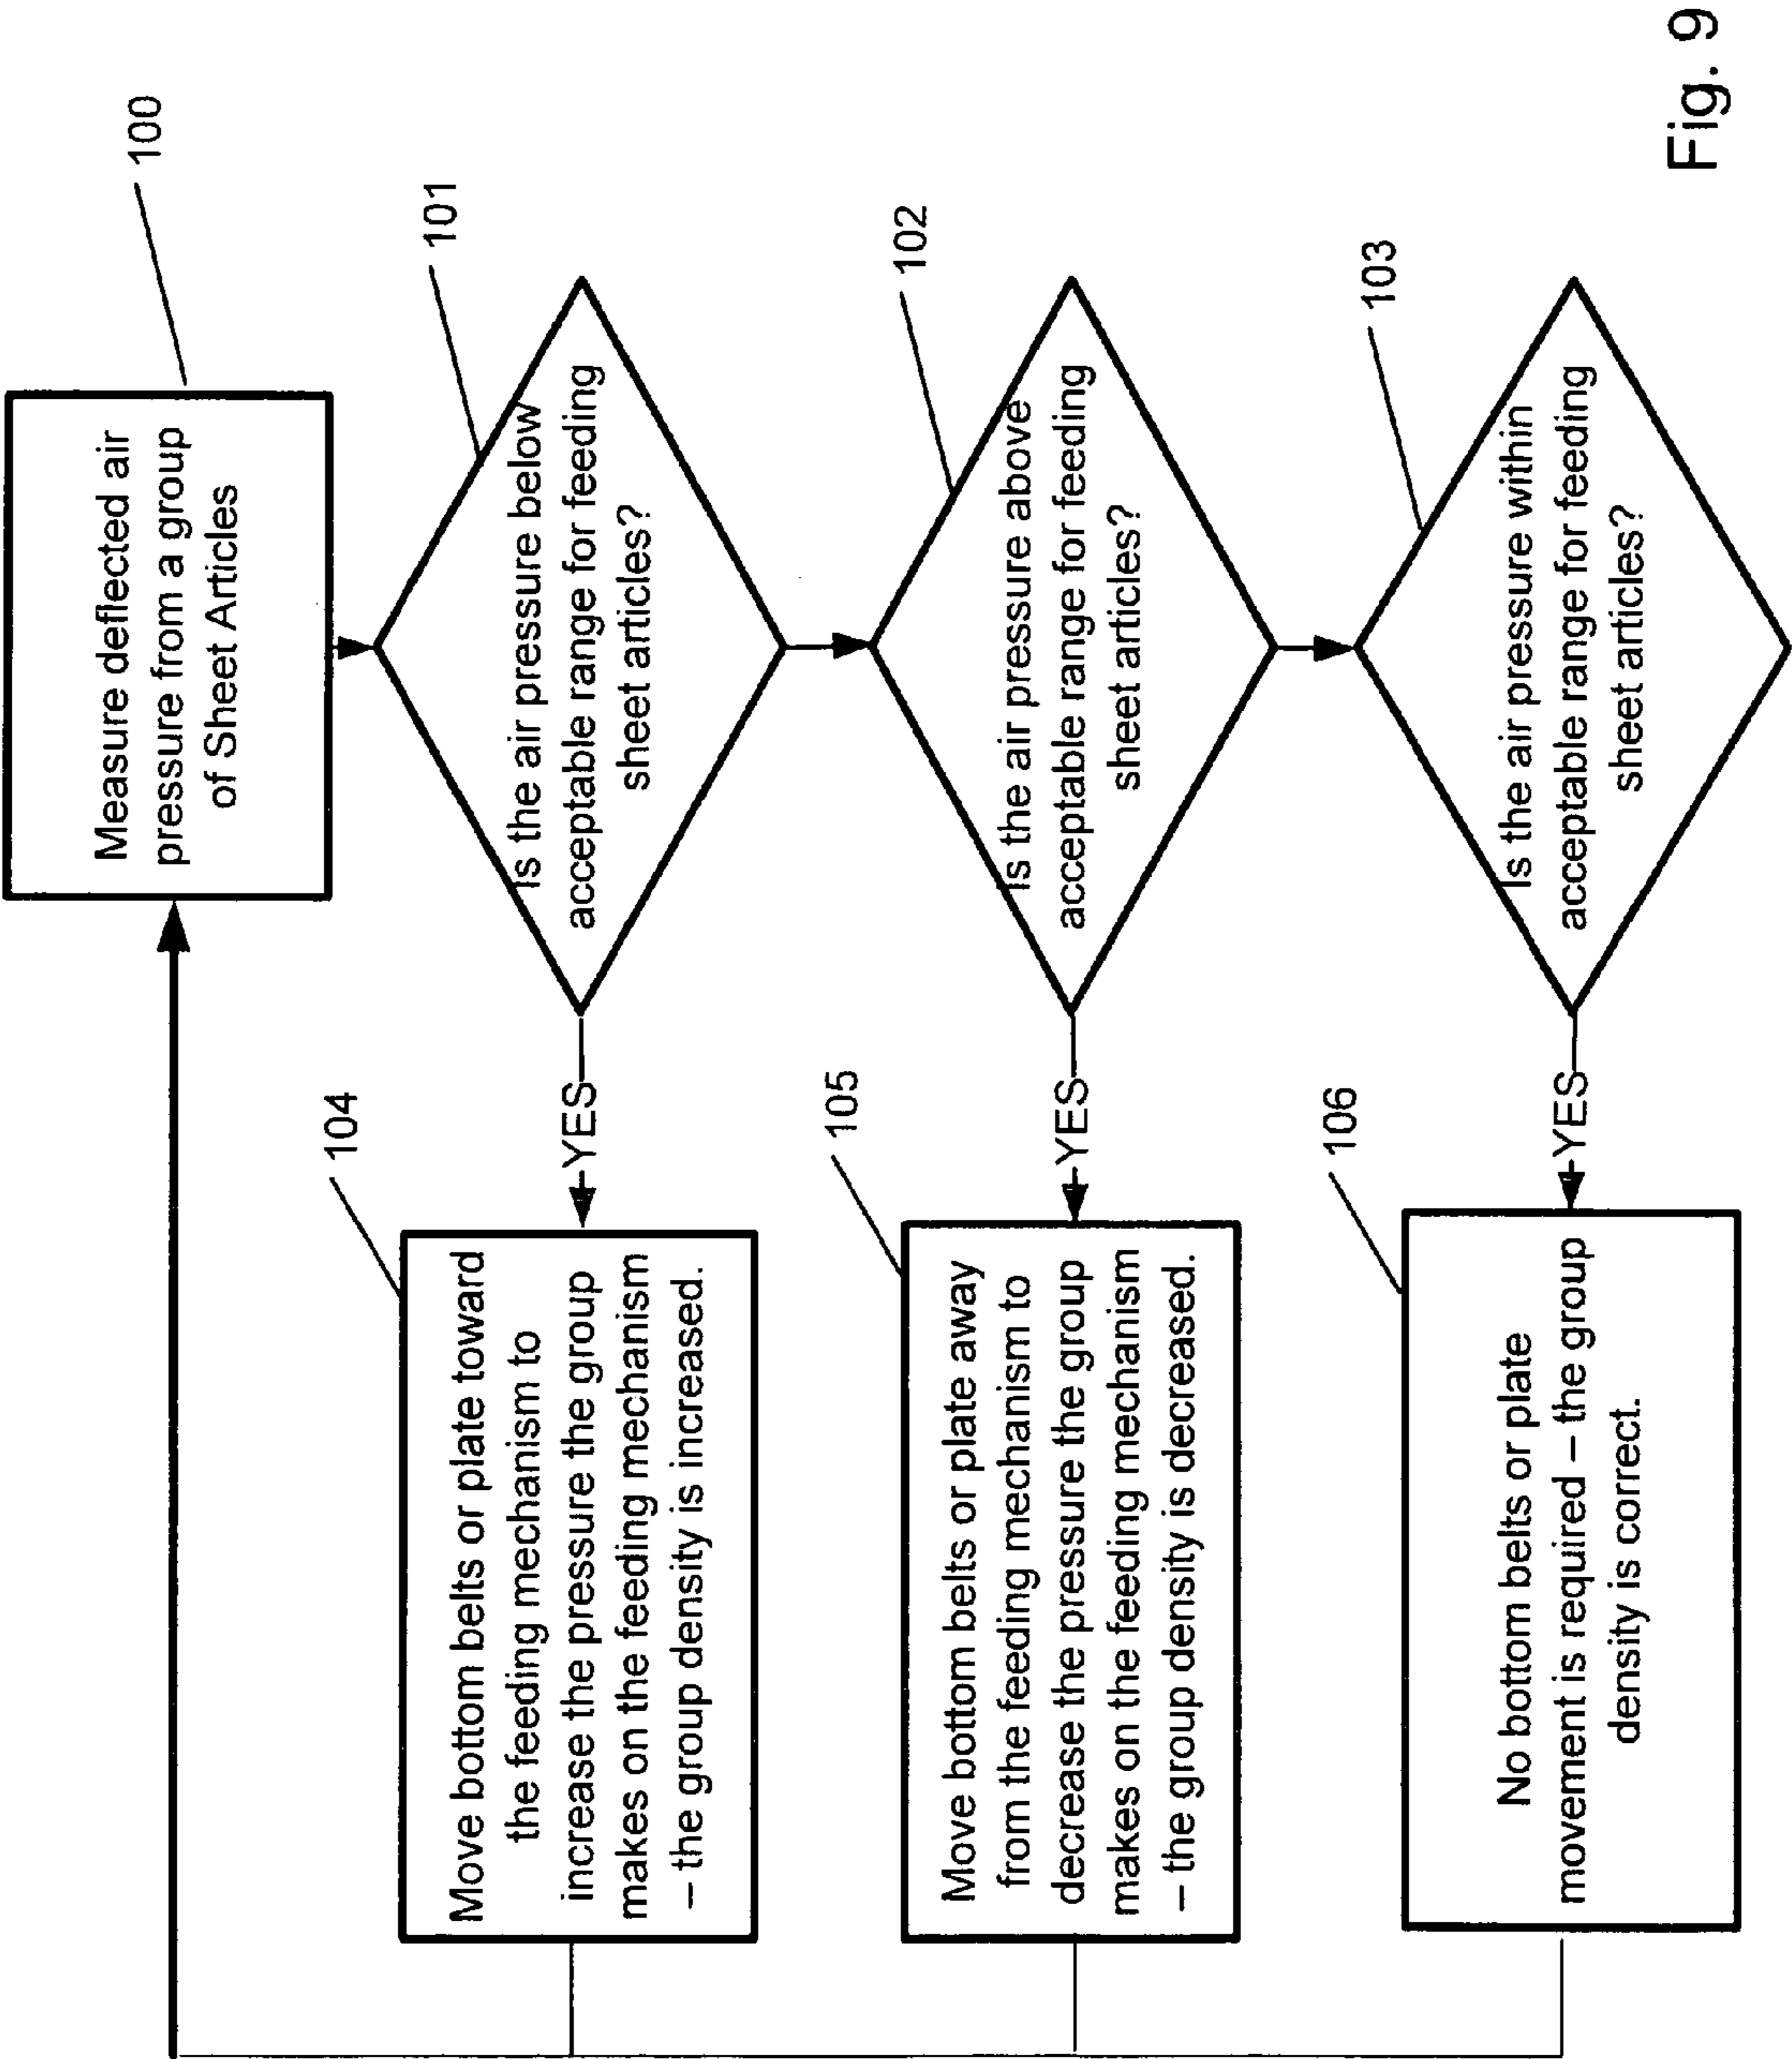 100
Measure deflected air
pressure from a group
of Sheet Articles
101
Is the air pressure below
acceptable range for feeding
sheet articles?
YES
104
Move bottom belts or plate toward
the feeding mechanism to
increase the pressure the group
makes on the feeding mechanism
– the group density is increased.
102
Is the air pressure above
acceptable range for feeding
sheet articles?
YES
105
Move bottom belts or plate away
from the feeding mechanism to
decrease the pressure the group
makes on the feeding mechanism
– the group density is decreased.
103
Is the air pressure within
acceptable range for feeding
sheet articles?
YES
106
No bottom belts or plate
movement is required – the group
density is correct.
Fig. 9